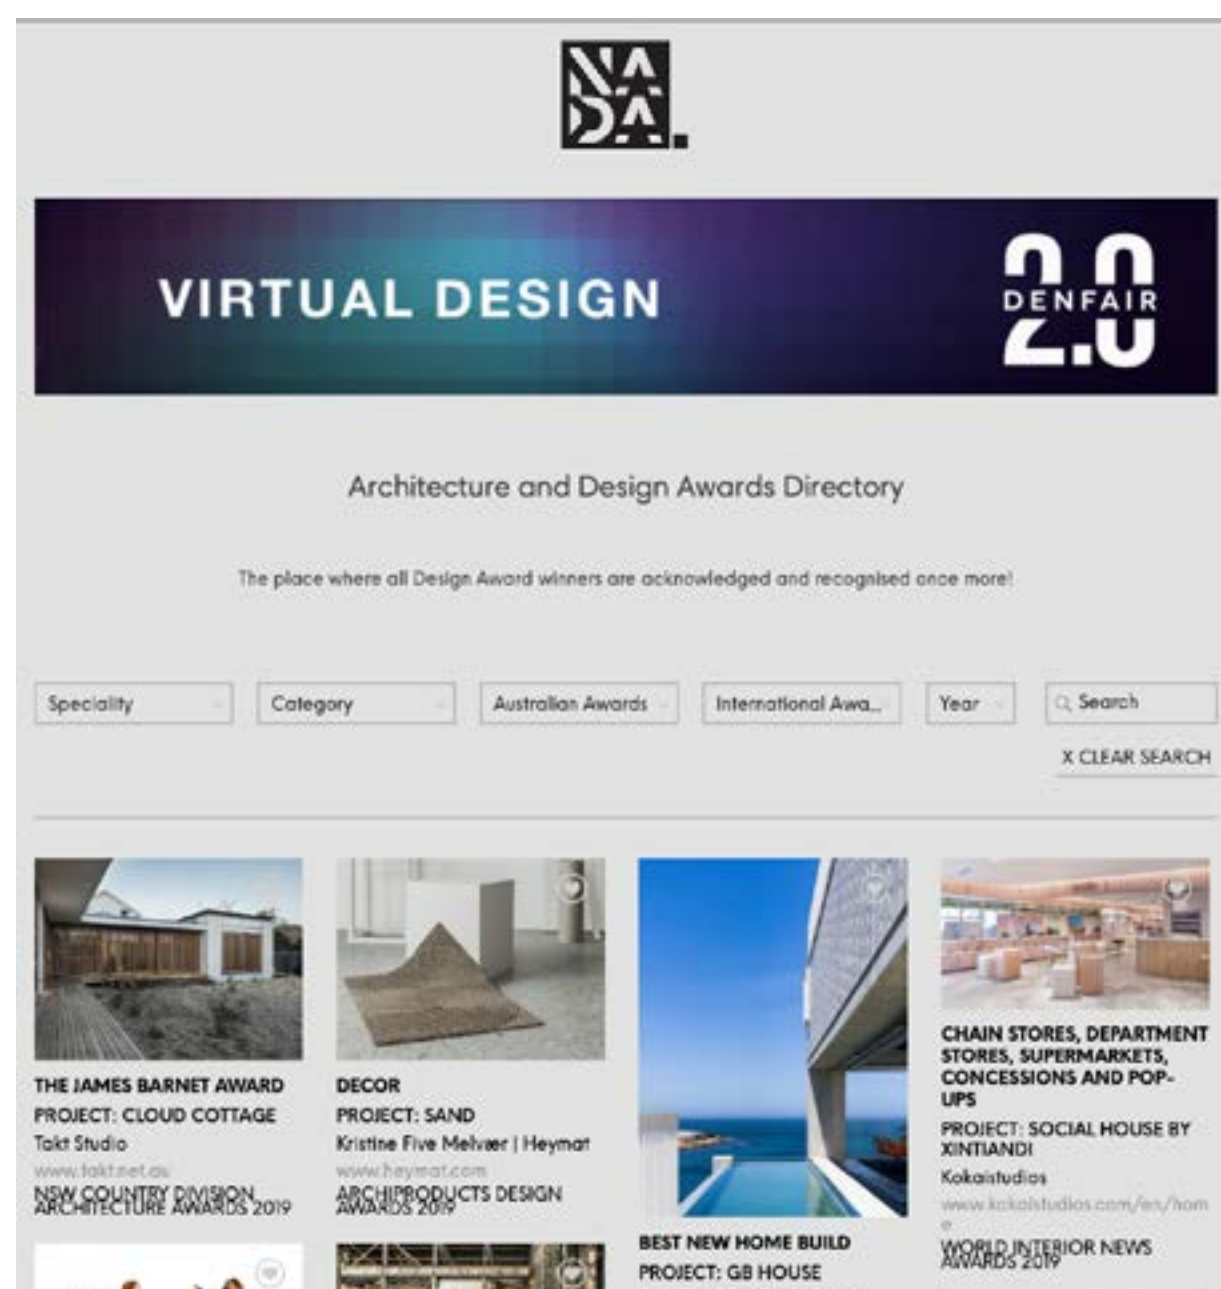 NA
DA.
VIRTUAL DESIGN
2.0
DENFAIR
Architecture and Design Awards Directory
The place where all Design Award winners are acknowledged and recognised once more!
Speciality
Category
Australian Awards
International Awa...
Year
Search
X CLEAR SEARCH
THE JAMES BARNET AWARD
PROJECT: CLOUD COTTAGE
Takt Studio
www.takt.net.au
NSW COUNTRY DIVISION
ARCHITECTURE AWARDS 2019
DECOR
PROJECT: SAND
Kristine Five Melvær | Heymat
www.heymat.com
ARCHIPRODUCTS DESIGN
AWARDS 2019
BEST NEW HOME BUILD
PROJECT: GB HOUSE
CHAIN STORES, DEPARTMENT
STORES, SUPERMARKETS,
CONCESSIONS AND POP-
UPS
PROJECT: SOCIAL HOUSE BY
XINTIANDI
Kokaistudios
www.kokaistudios.com/en/hom
e
WORLD INTERIOR NEWS
AWARDS 2019